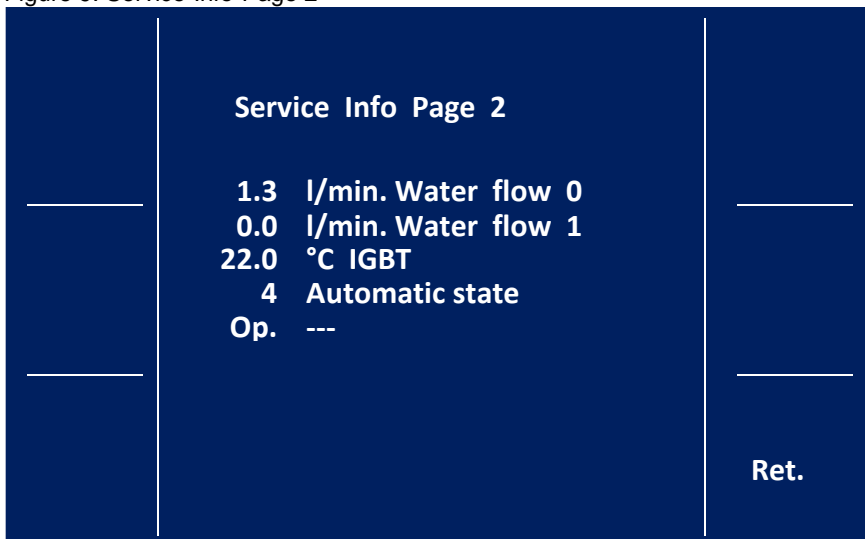 Service Info Page 2
1.3 l/min. Water flow 0
0.0 l/min. Water flow 1
22.0 °C IGBT
4 Automatic state
Op. ---
Ret.